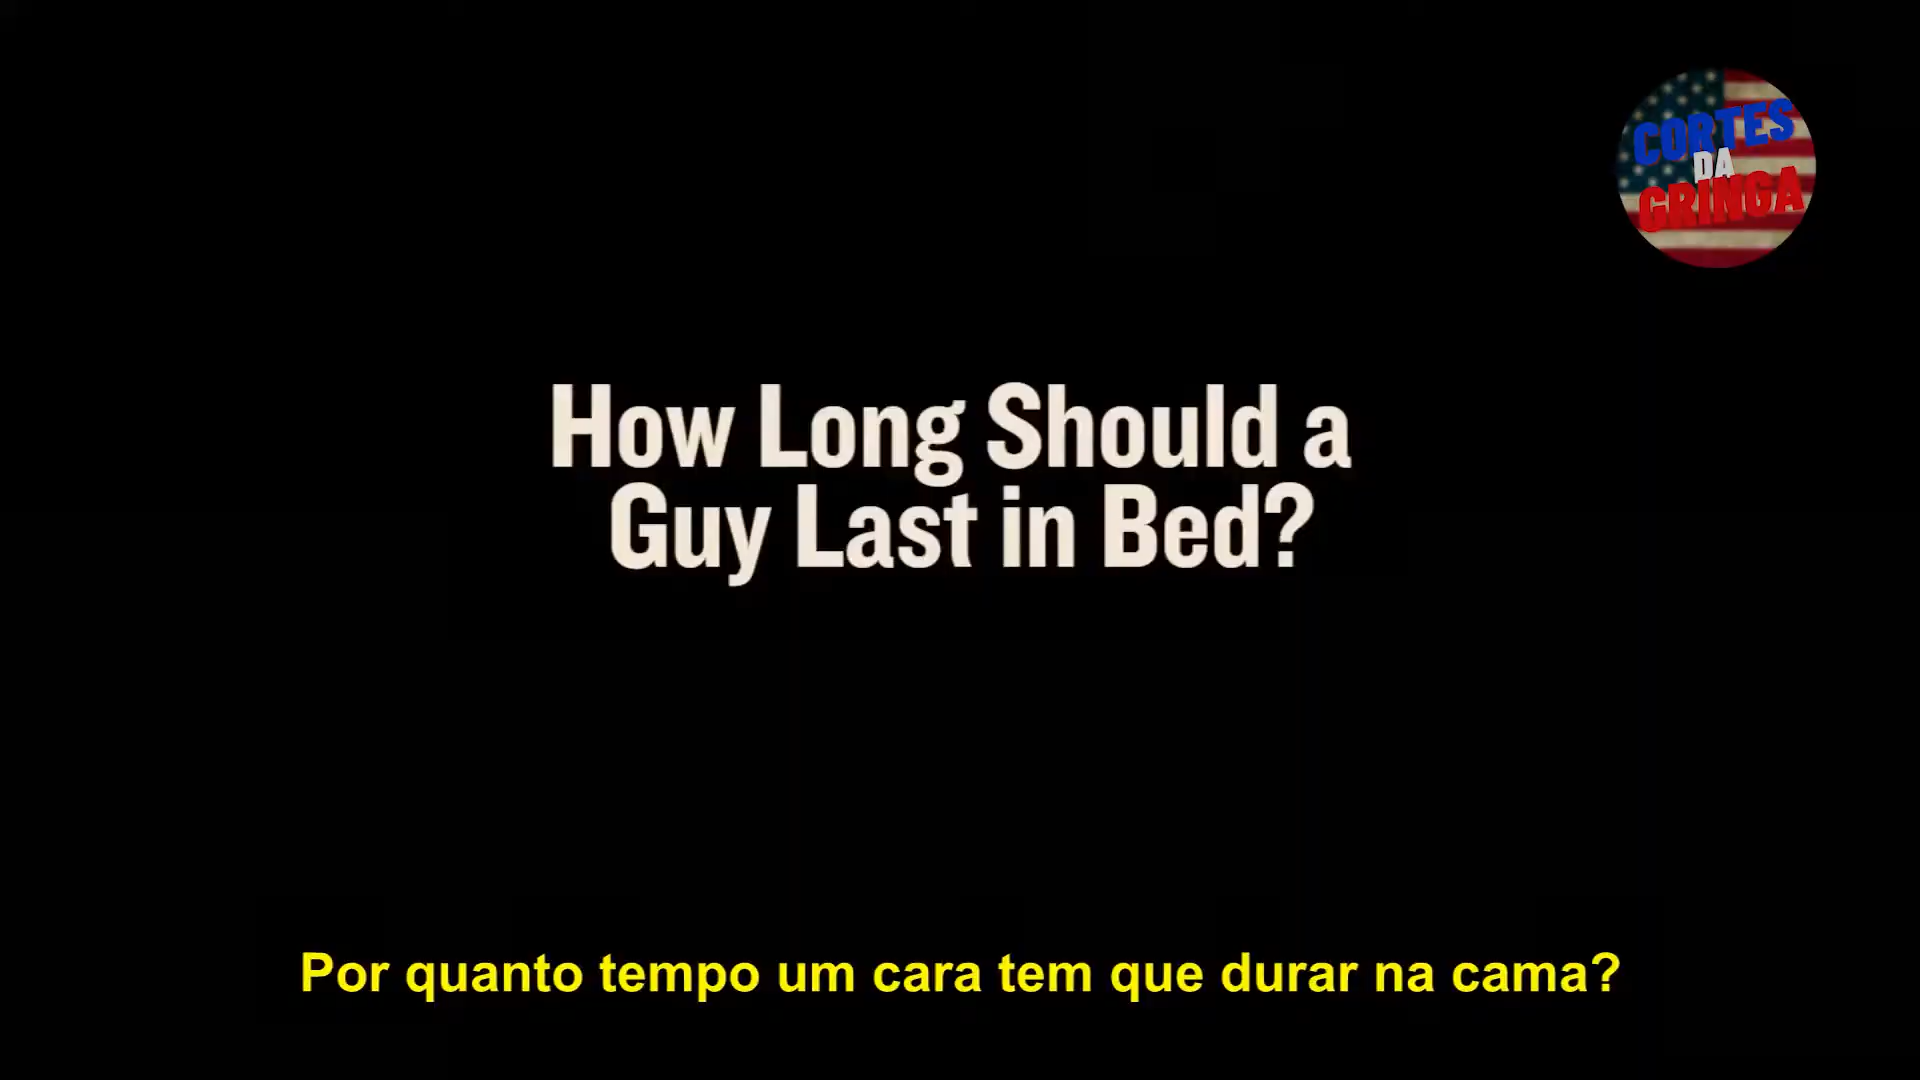 CORTES
DA
GRINGA
How Long Should a
Guy Last in Bed?
Por quanto tempo um cara tem que durar na cama?